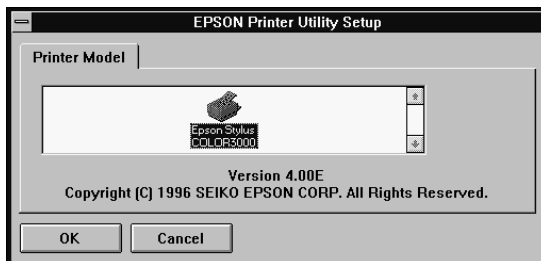 EPSON Printer Utility Setup
Printer Model
Epson Stylus
COLOR3000
Version 4.00E
Copyright (C) 1996 SEIKO EPSON CORP. All Rights Reserved.
OK
Cancel